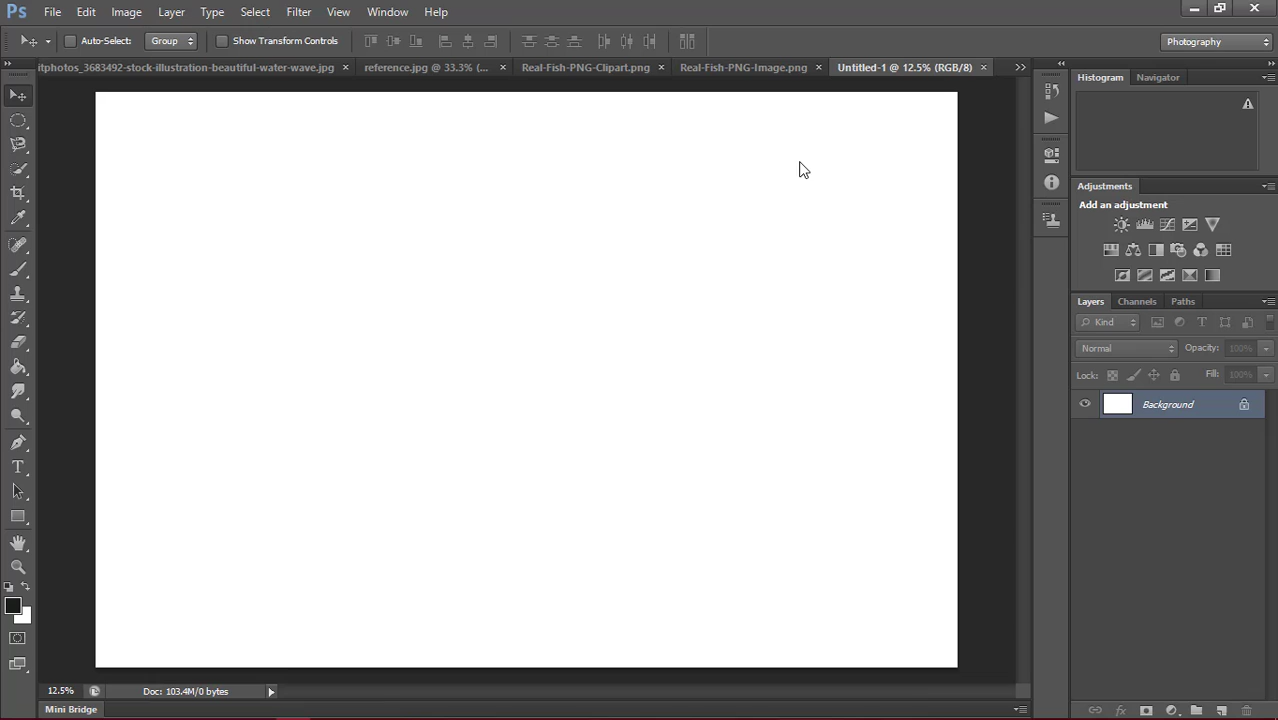 Ps File Edit Image Layer Type Select Filter View Window Help
Auto-Select: Group Show Transform Controls Photography
itphotos_3683492-stock-illustration-beautiful-water-wave.jpg reference.jpg @ 33.3% (... Real-Fish-PNG-Clipart.png Real-Fish-PNG-Image.png Untitled-1 @ 12.5% (RGB/8)
Histogram Navigator
Adjustments
Add an adjustment
Layers Channels Paths
Kind
Normal Opacity: 100%
Lock: Fill: 100%
Background
12.5% Doc: 103.4M/0 bytes
Mini Bridge